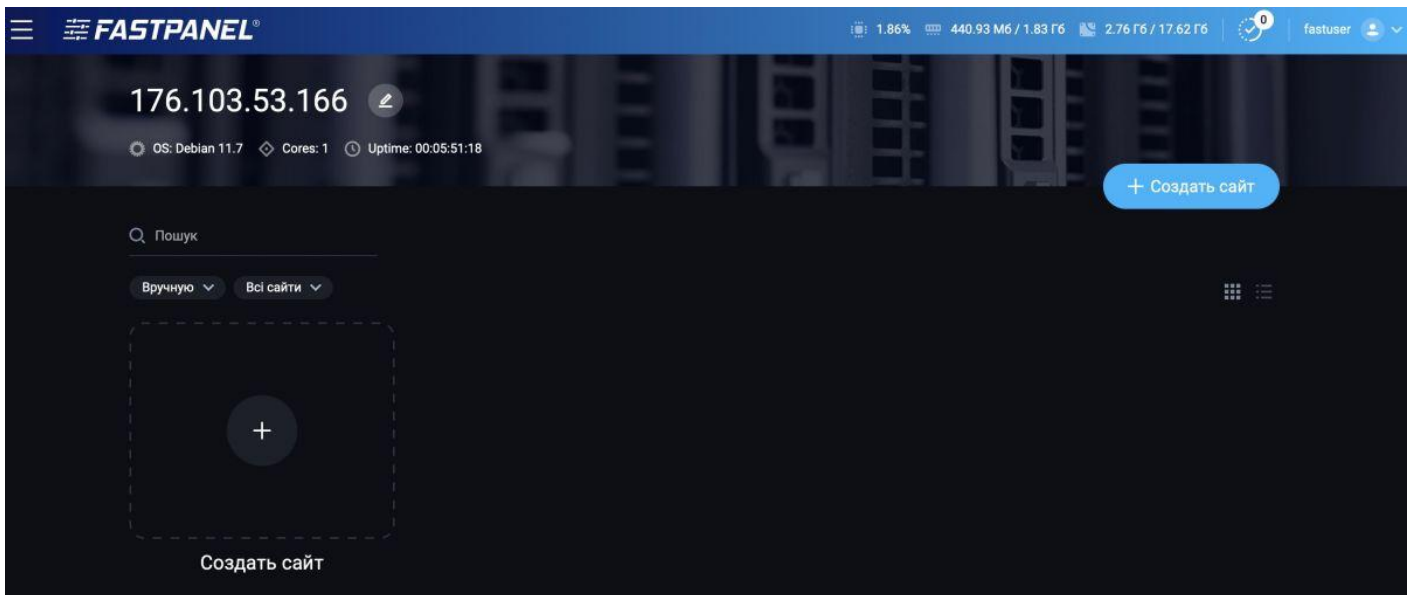 FASTPANEL® 1.86% 440.93 Мб / 1.83 Гб 2.76 Гб / 17.62 Гб 0 fastuser
176.103.53.166
OS: Debian 11.7 Cores: 1 Uptime: 00:05:51:18
+ Создать сайт
Пошук
Вручную Всі сайти
+
Создать сайт